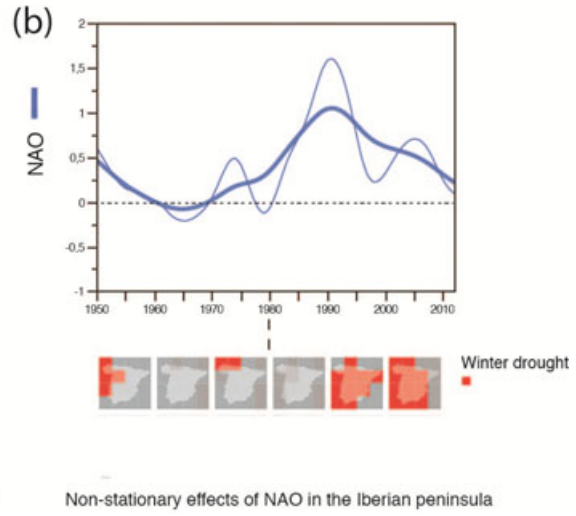 (b)
NAO
2
1,5
1
0,5
0
-0,5
-1
1950 1960 1970 1980 1990 2000 2010
Winter drought
Non-stationary effects of NAO in the Iberian peninsula